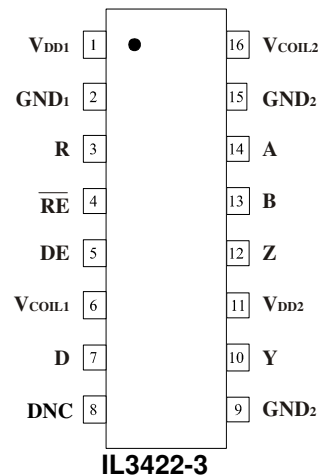 VDD1 1 16 VCOIL2
GND1 2 15 GND2
R 3 14 A
R̅E̅ 4 13 B
DE 5 12 Z
VCOIL1 6 11 VDD2
D 7 10 Y
DNC 8 9 GND2
IL3422-3